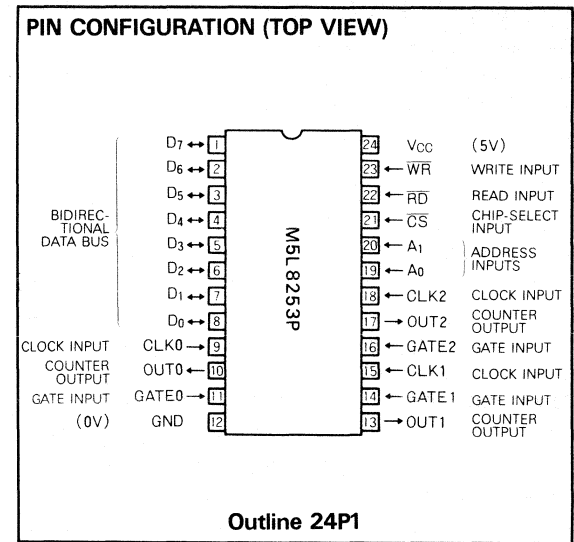 PIN CONFIGURATION (TOP VIEW)
BIDIREC-
TIONAL
DATA BUS
D7 ↔ 1
D6 ↔ 2
D5 ↔ 3
D4 ↔ 4
D3 ↔ 5
D2 ↔ 6
D1 ↔ 7
D0 ↔ 8
CLOCK INPUT CLK0 → 9
COUNTER
OUTPUT
OUT0 ← 10
GATE INPUT GATE0 → 11
(0V) GND 12
M5L8253P
24 VCC (5V)
23 ← W̅R̅ WRITE INPUT
22 ← R̅D̅ READ INPUT
21 ← C̅S̅ CHIP-SELECT
INPUT
20 ← A1
19 ← A0
ADDRESS
INPUTS
18 ← CLK2 CLOCK INPUT
17 → OUT2 COUNTER
OUTPUT
16 ← GATE2 GATE INPUT
15 ← CLK1 CLOCK INPUT
14 ← GATE1 GATE INPUT
13 → OUT1 COUNTER
OUTPUT
Outline 24P1